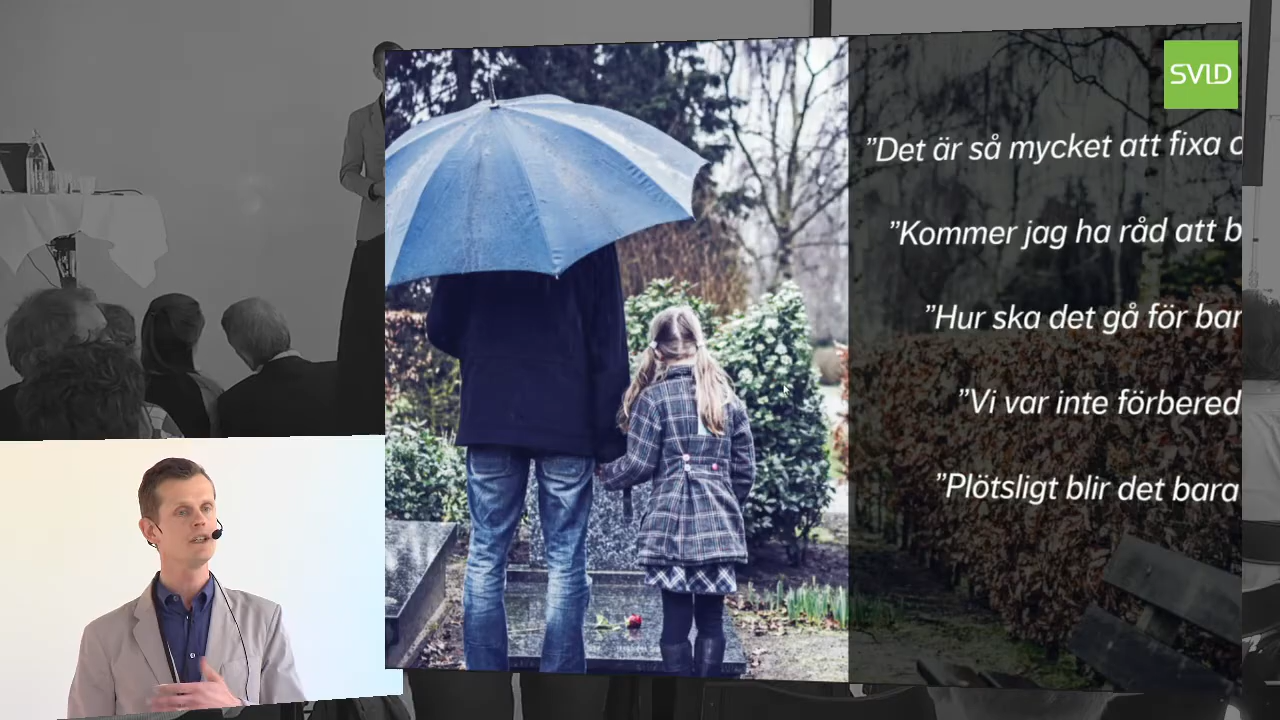 SVID
"Det är så mycket att fixa
"Kommer jag ha råd att
"Hur ska det gå för
"Vi var inte
"Plötsligt blir det bara